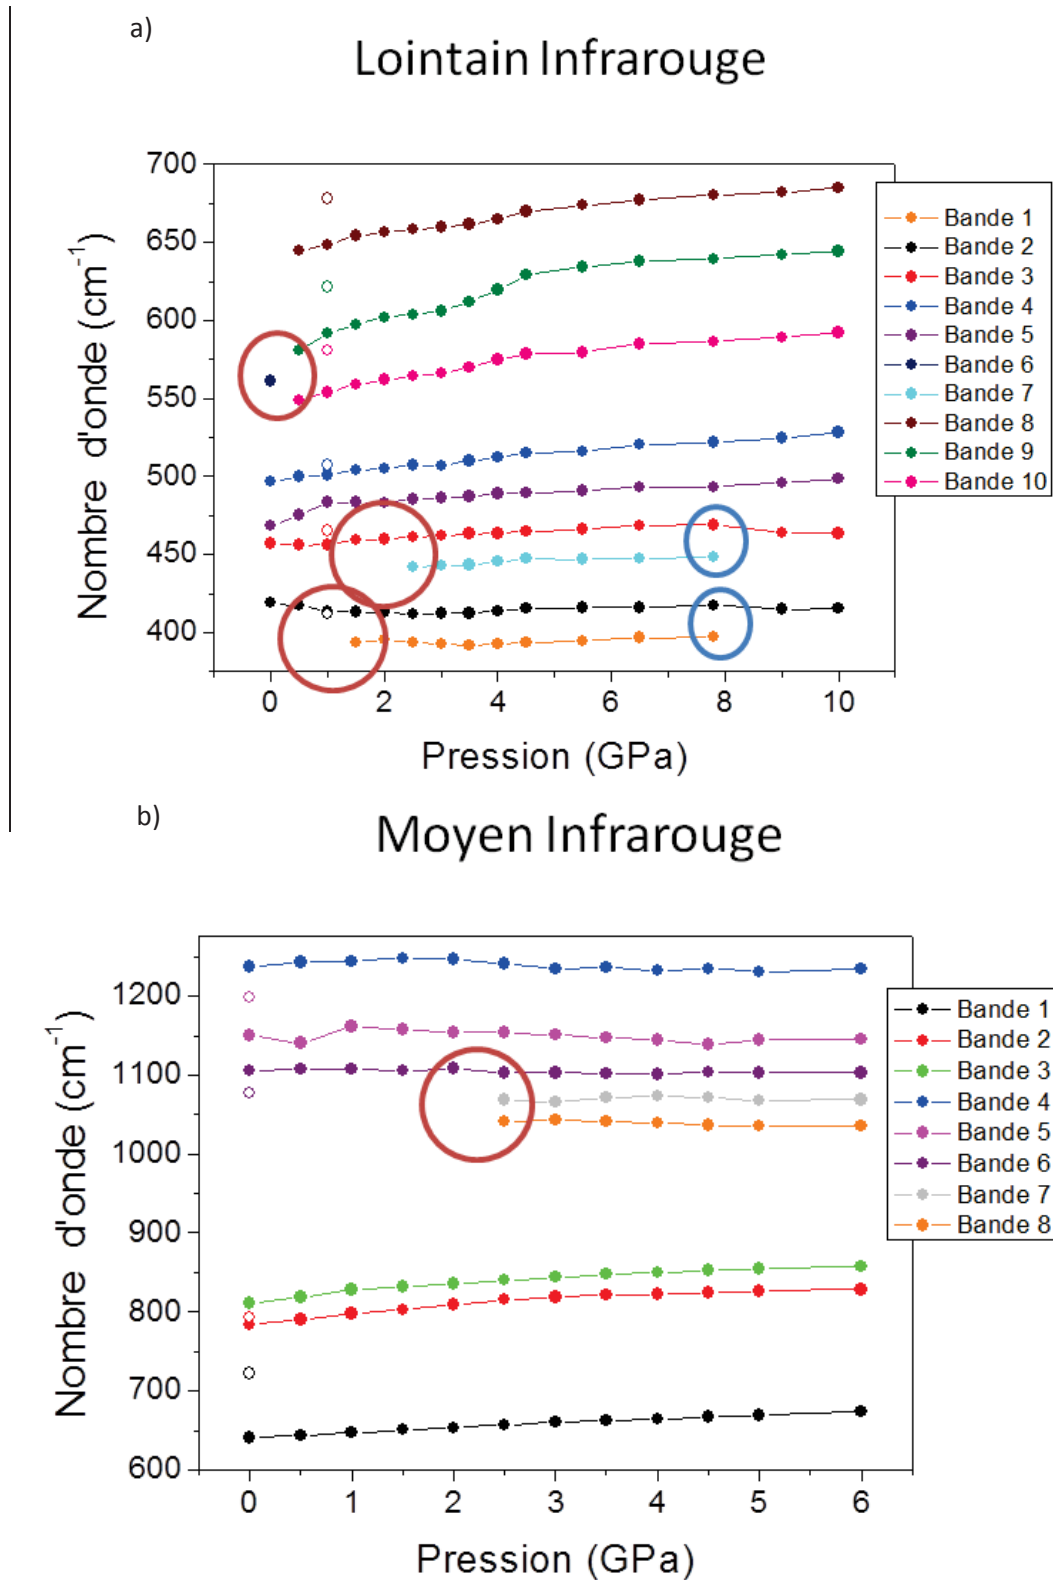 a)
Lointain Infrarouge
700
650
600
550
500
450
400
0 2 4 6 8 10
Nombre d'onde (cm⁻¹)
Pression (GPa)
Bande 1
Bande 2
Bande 3
Bande 4
Bande 5
Bande 6
Bande 7
Bande 8
Bande 9
Bande 10
b)
Moyen Infrarouge
1200
1100
1000
900
800
700
600
0 1 2 3 4 5 6
Nombre d'onde (cm⁻¹)
Pression (GPa)
Bande 1
Bande 2
Bande 3
Bande 4
Bande 5
Bande 6
Bande 7
Bande 8